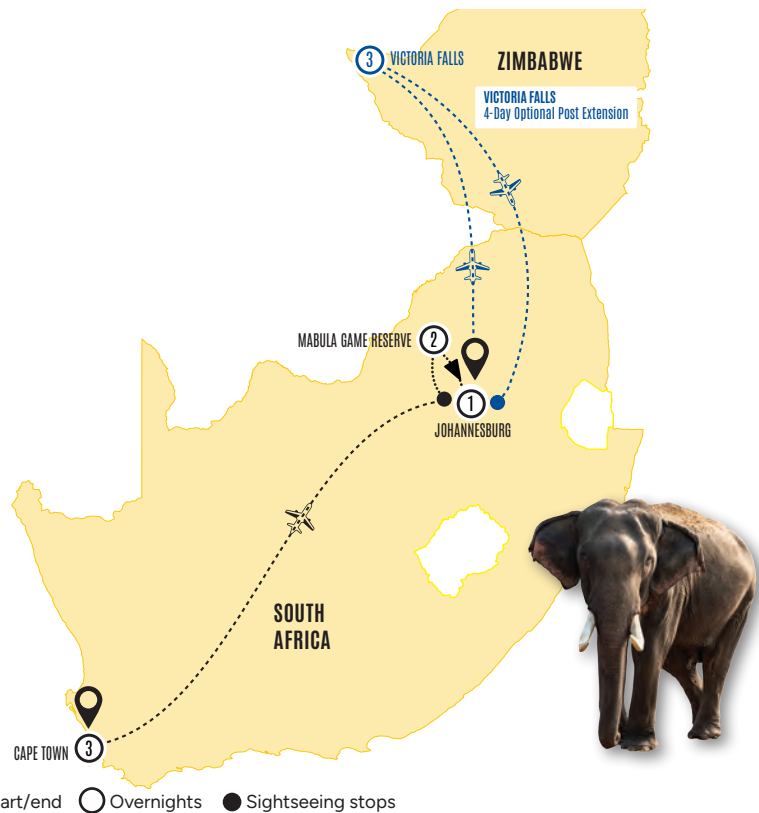 3
VICTORIA FALLS
ZIMBABWE
VICTORIA FALLS
4-Day Optional Post Extension
MABULA GAME RESERVE
2
1
JOHANNESBURG
SOUTH
AFRICA
CAPE TOWN
3
art/end
Overnights
Sightseeing stops